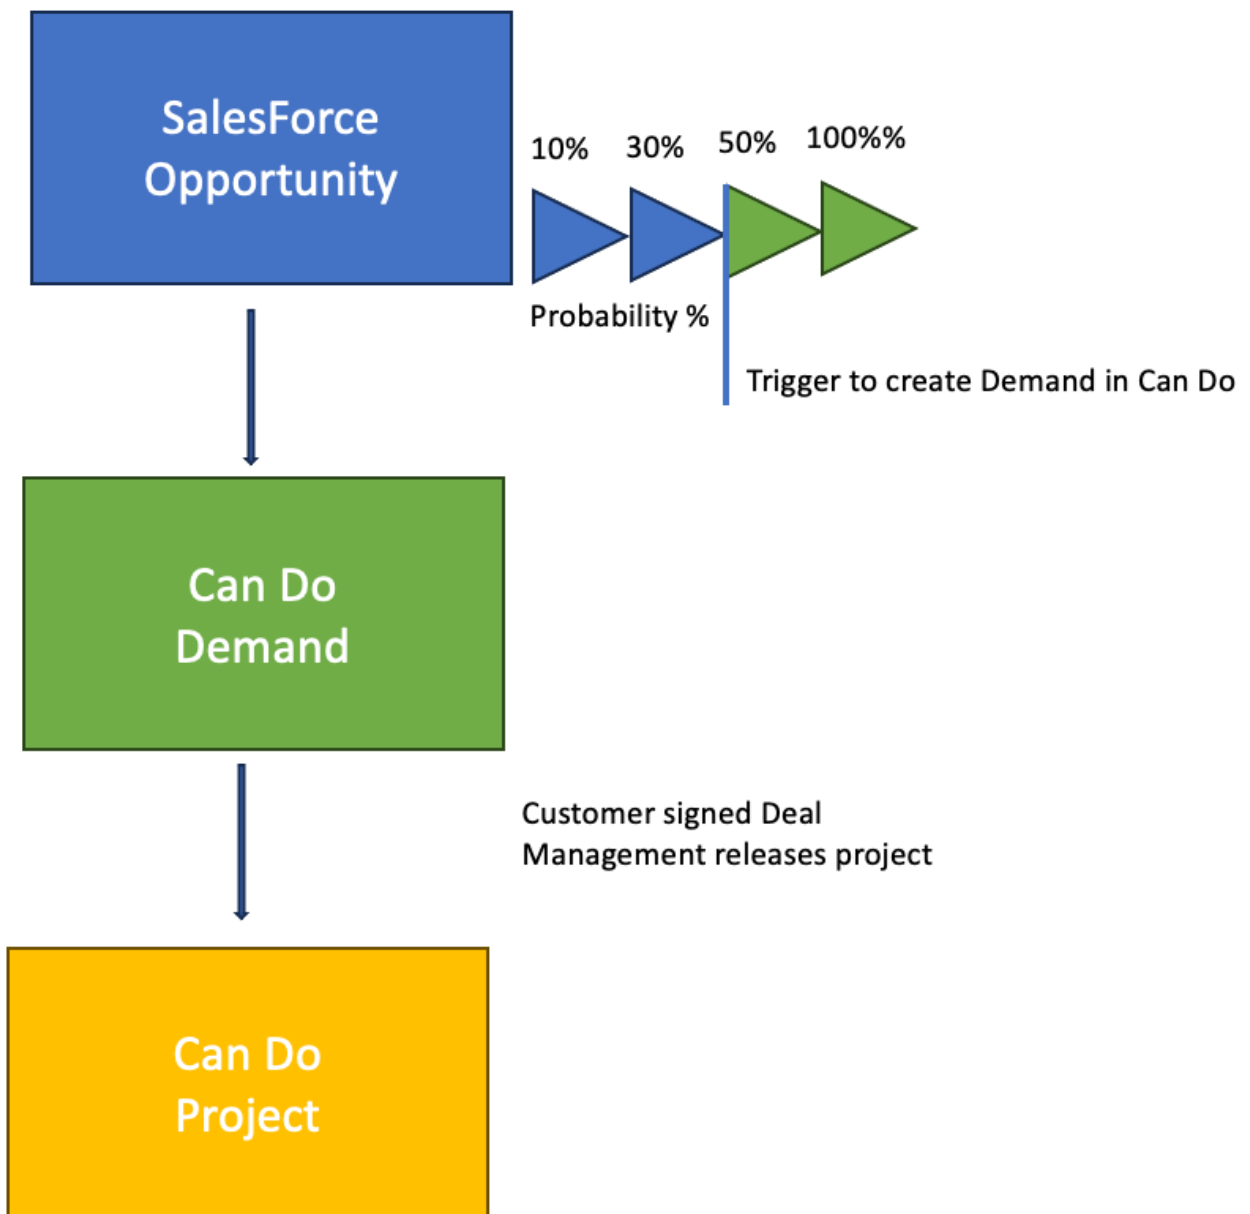 SalesForce
Opportunity
10% 30% 50% 100%%
Probability %
Trigger to create Demand in Can Do
Can Do
Demand
Customer signed Deal
Management releases project
Can Do
Project